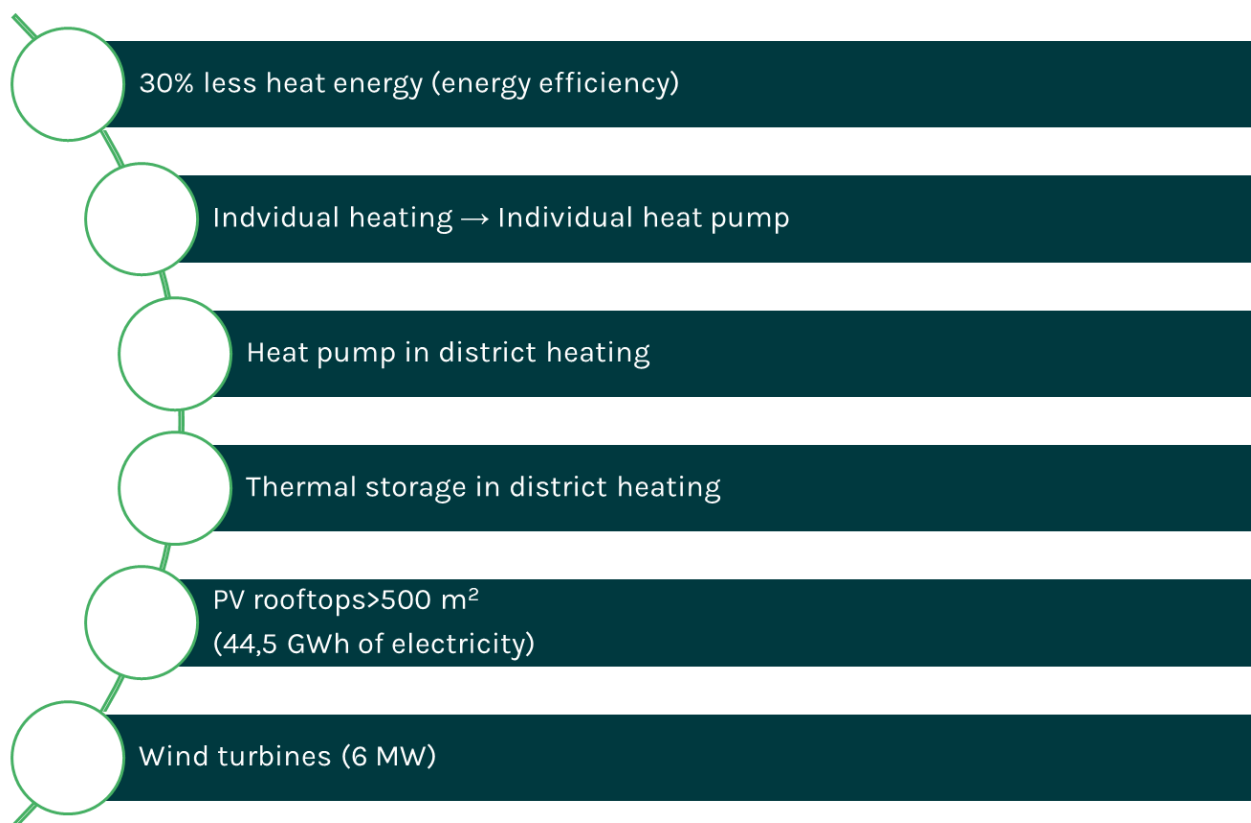 30% less heat energy (energy efficiency)
Indvidual heating → Individual heat pump
Heat pump in district heating
Thermal storage in district heating
PV rooftops>500 m²
(44,5 GWh of electricity)
Wind turbines (6 MW)